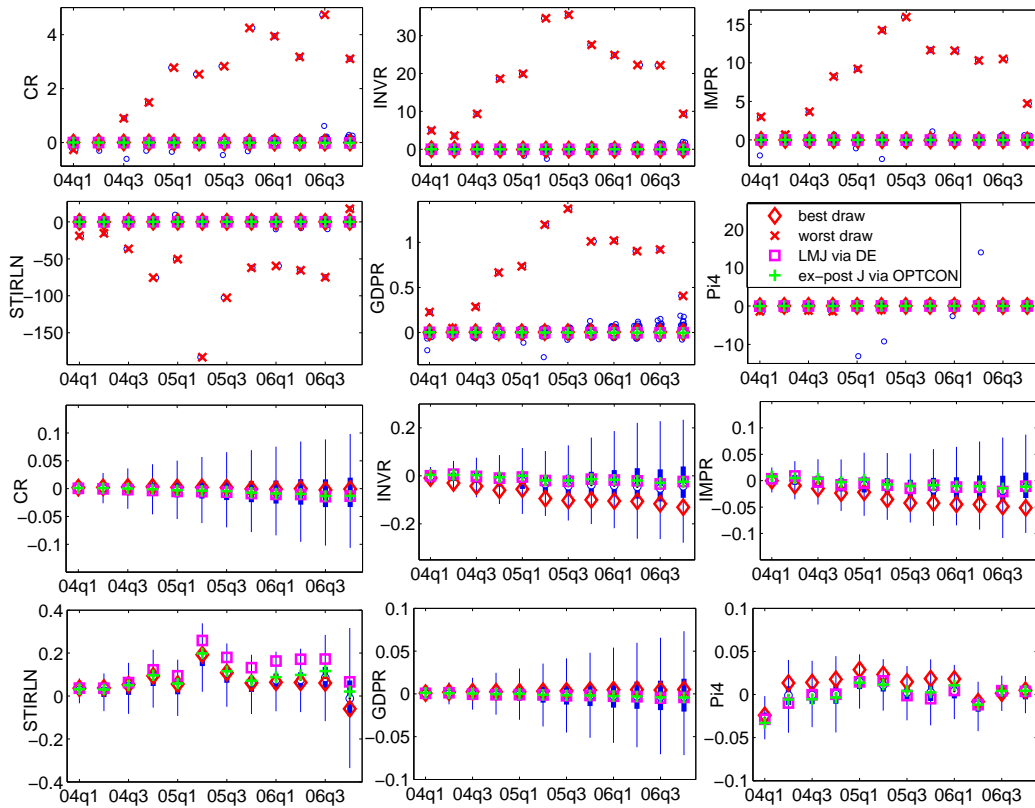 4
2
0
CR
04q1 04q3 05q1 05q3 06q1 06q3
30
20
10
0
INVR
04q1 04q3 05q1 05q3 06q1 06q3
15
10
5
0
IMPR
04q1 04q3 05q1 05q3 06q1 06q3
0
−50
−100
−150
STIRLN
04q1 04q3 05q1 05q3 06q1 06q3
1
0.5
0
GDPR
04q1 04q3 05q1 05q3 06q1 06q3
20
10
0
−10
Pi4
best draw
worst draw
LMJ via DE
ex-post J via OPTCON
04q1 04q3 05q1 05q3 06q1 06q3
0.1
0.05
0
−0.05
−0.1
CR
04q1 04q3 05q1 05q3 06q1 06q3
0.2
0
−0.2
INVR
04q1 04q3 05q1 05q3 06q1 06q3
0.1
0.05
0
−0.05
−0.1
IMPR
04q1 04q3 05q1 05q3 06q1 06q3
0.4
0.2
0
−0.2
−0.4
STIRLN
04q1 04q3 05q1 05q3 06q1 06q3
0.1
0.05
0
−0.05
−0.1
GDPR
04q1 04q3 05q1 05q3 06q1 06q3
0.1
0.05
0
−0.05
−0.1
Pi4
04q1 04q3 05q1 05q3 06q1 06q3